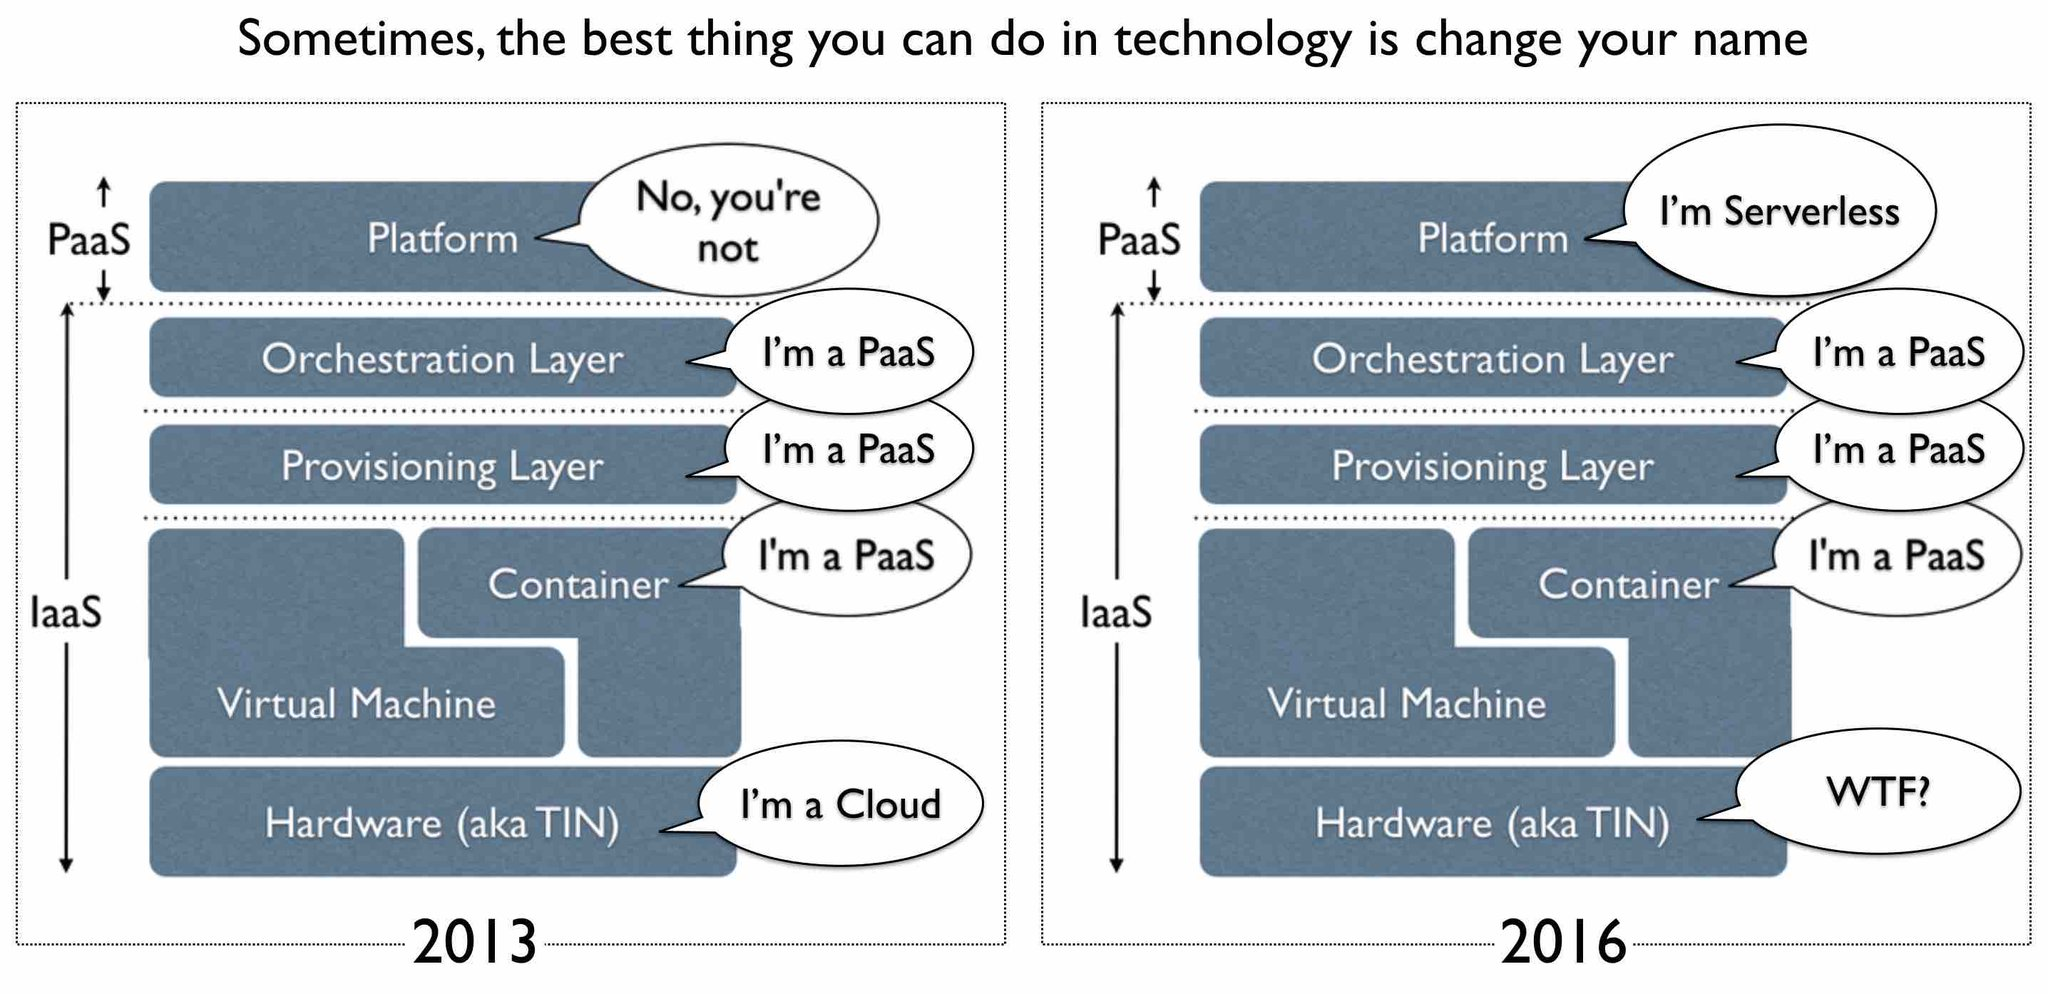 Sometimes, the best thing you can do in technology is change your name
PaaS
Platform
No, you're
not
Orchestration Layer
I'm a PaaS
Provisioning Layer
I'm a PaaS
IaaS
Container
I'm a PaaS
Virtual Machine
Hardware (aka TIN)
I'm a Cloud
2013
PaaS
Platform
I'm Serverless
Orchestration Layer
I'm a PaaS
Provisioning Layer
I'm a PaaS
IaaS
Container
I'm a PaaS
Virtual Machine
Hardware (aka TIN)
WTF?
2016